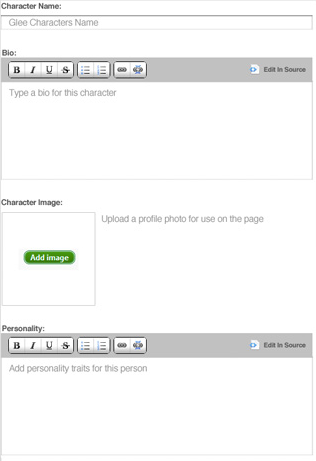 Character Name:
Glee Characters Name
Bio:
B I U S Edit In Source
Type a bio for this character
Character Image:
Upload a profile photo for use on the page
Add image
Personality:
B I U S Edit In Source
Add personality traits for this person